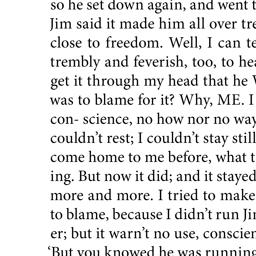 so he set down again, and went t
Jim said it made him all over tre
close to freedom. Well, I can te
trembly and feverish, too, to hea
get it through my head that he
was to blame for it? Why, ME. I
con- science, no how nor no way
couldn’t rest; I couldn’t stay still
come home to me before, what t
ing. But now it did; and it stayed
more and more. I tried to make
to blame, because I didn’t run Jim
er; but it warn’t no use, conscien
‘But you knowed he was running